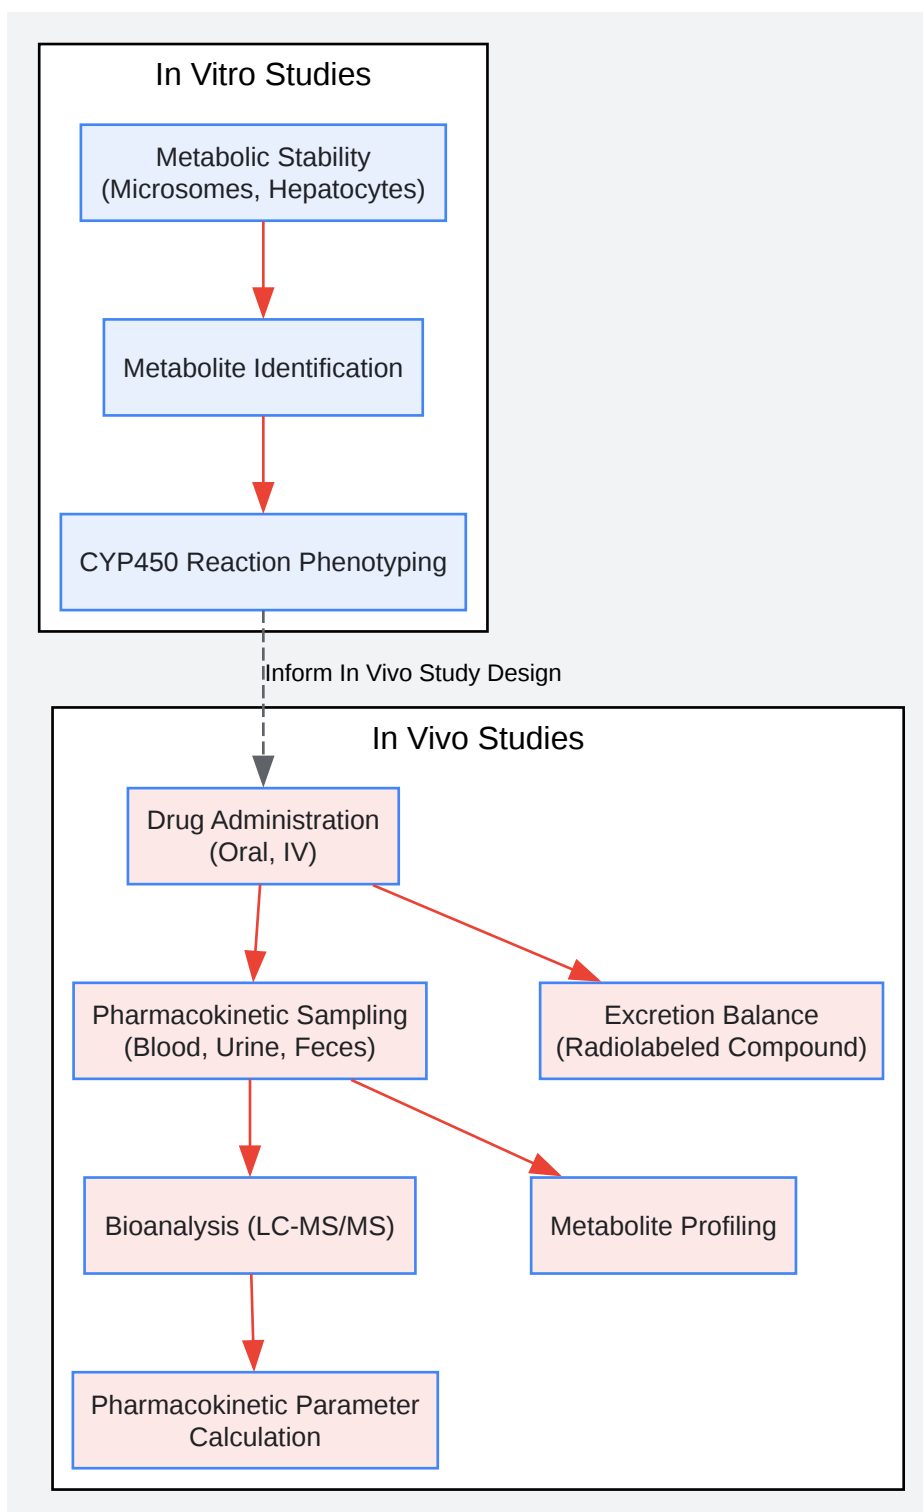 In Vitro Studies
Metabolic Stability
(Microsomes, Hepatocytes)
Metabolite Identification
CYP450 Reaction Phenotyping
Inform In Vivo Study Design
In Vivo Studies
Drug Administration
(Oral, IV)
Pharmacokinetic Sampling
(Blood, Urine, Feces)
Excretion Balance
(Radiolabeled Compound)
Bioanalysis (LC-MS/MS)
Metabolite Profiling
Pharmacokinetic Parameter
Calculation